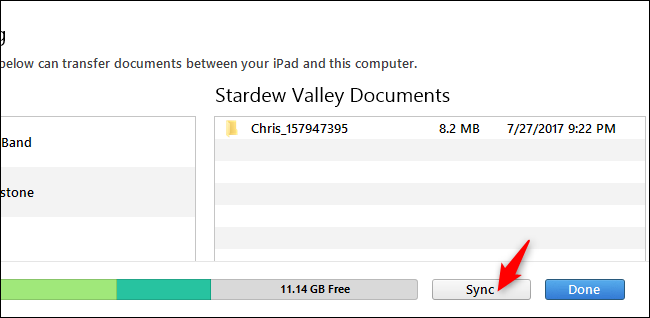 g
below can transfer documents between your iPad and this computer.
Stardew Valley Documents
Chris_157947395 8.2 MB 7/27/2017 9:22 PM
Band
stone
11.14 GB Free Sync Done